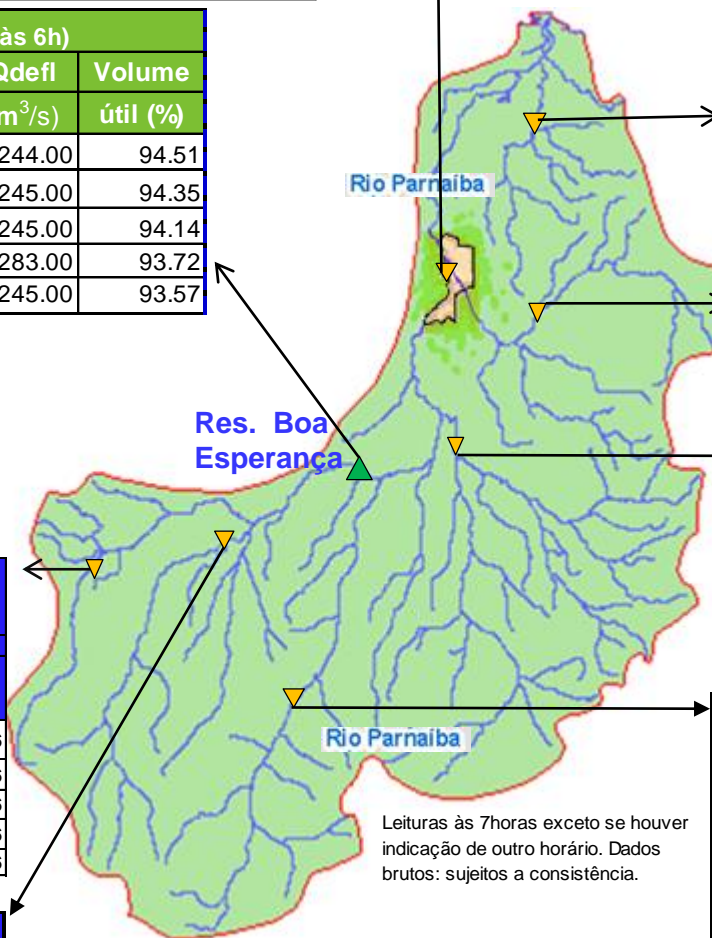 às 6h)
Qdefl Volume
m³/s) útil (%)
244.00 94.51
245.00 94.35
245.00 94.14
283.00 93.72
245.00 93.57
Rio Parnaíba
Res. Boa
Esperança
Rio Parnaíba
Leituras às 7horas exceto se houver
indicação de outro horário. Dados
brutos: sujeitos a consistência.